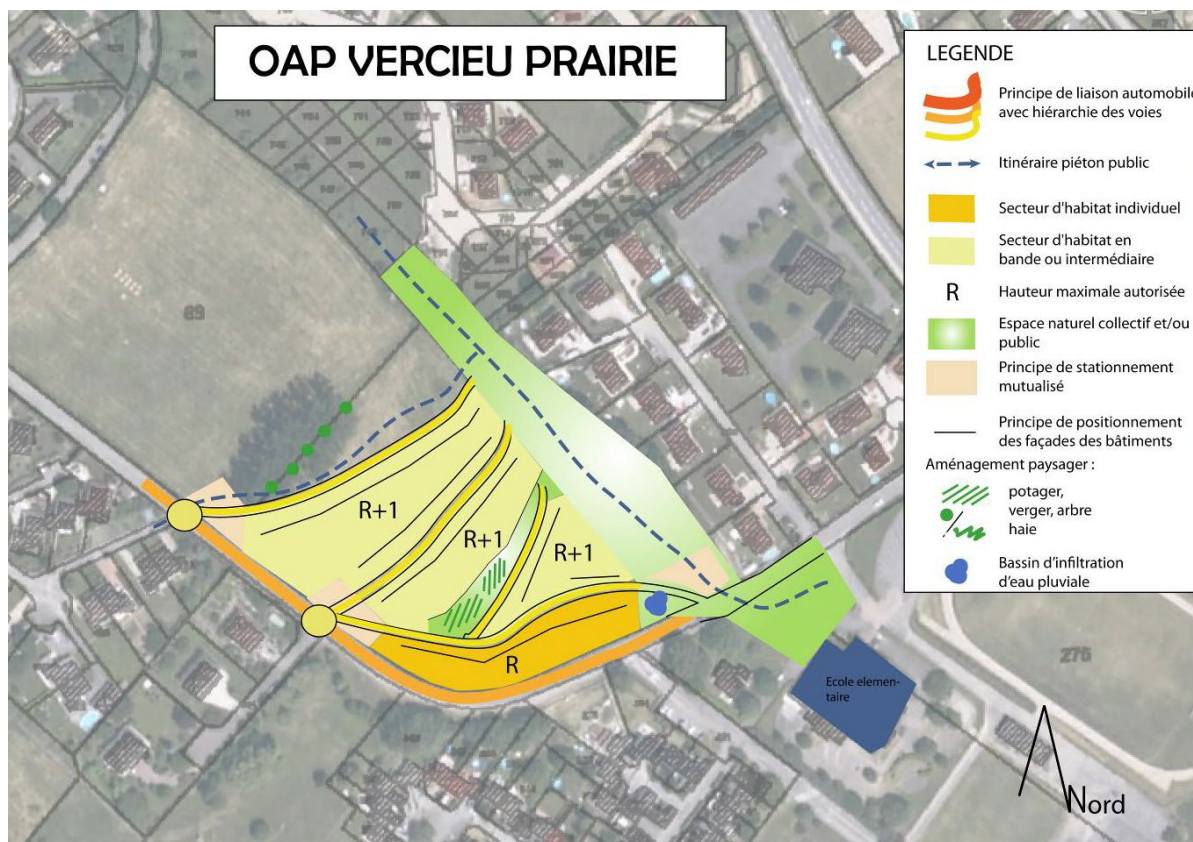 OAP VERCIEU PRAIRIE
LEGENDE
Principe de liaison automobile
avec hiérarchie des voies
Itinéraire piéton public
Secteur d'habitat individuel
Secteur d'habitat en
bande ou intermédiaire
R
Hauteur maximale autorisée
Espace naturel collectif et/ou
public
Principe de stationnement
mutualisé
Principe de positionnement
des façades des bâtiments
Aménagement paysager :
potager,
verger, arbre
haie
Bassin d'infiltration
d'eau pluviale
69
R+1
R+1
R+1
R
276
Ecole elemen-
taire
Nord